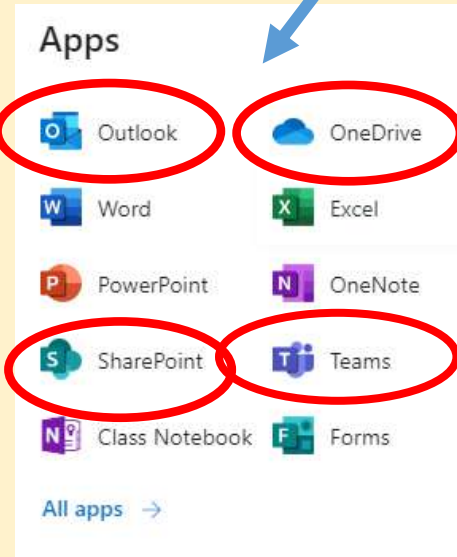 Apps
Outlook OneDrive
Word Excel
PowerPoint OneNote
SharePoint Teams
Class Notebook Forms
All apps →